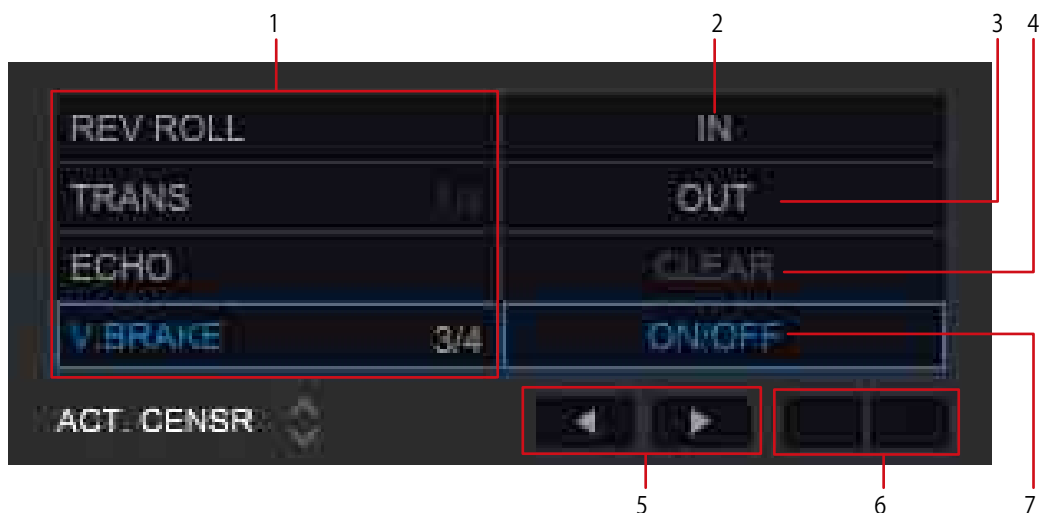 1 2 3 4
REV ROLL IN
TRANS OUT
ECHO CLEAR
V.BRAKE 3/4 ON/OFF
ACT. CENSR
5 6 7